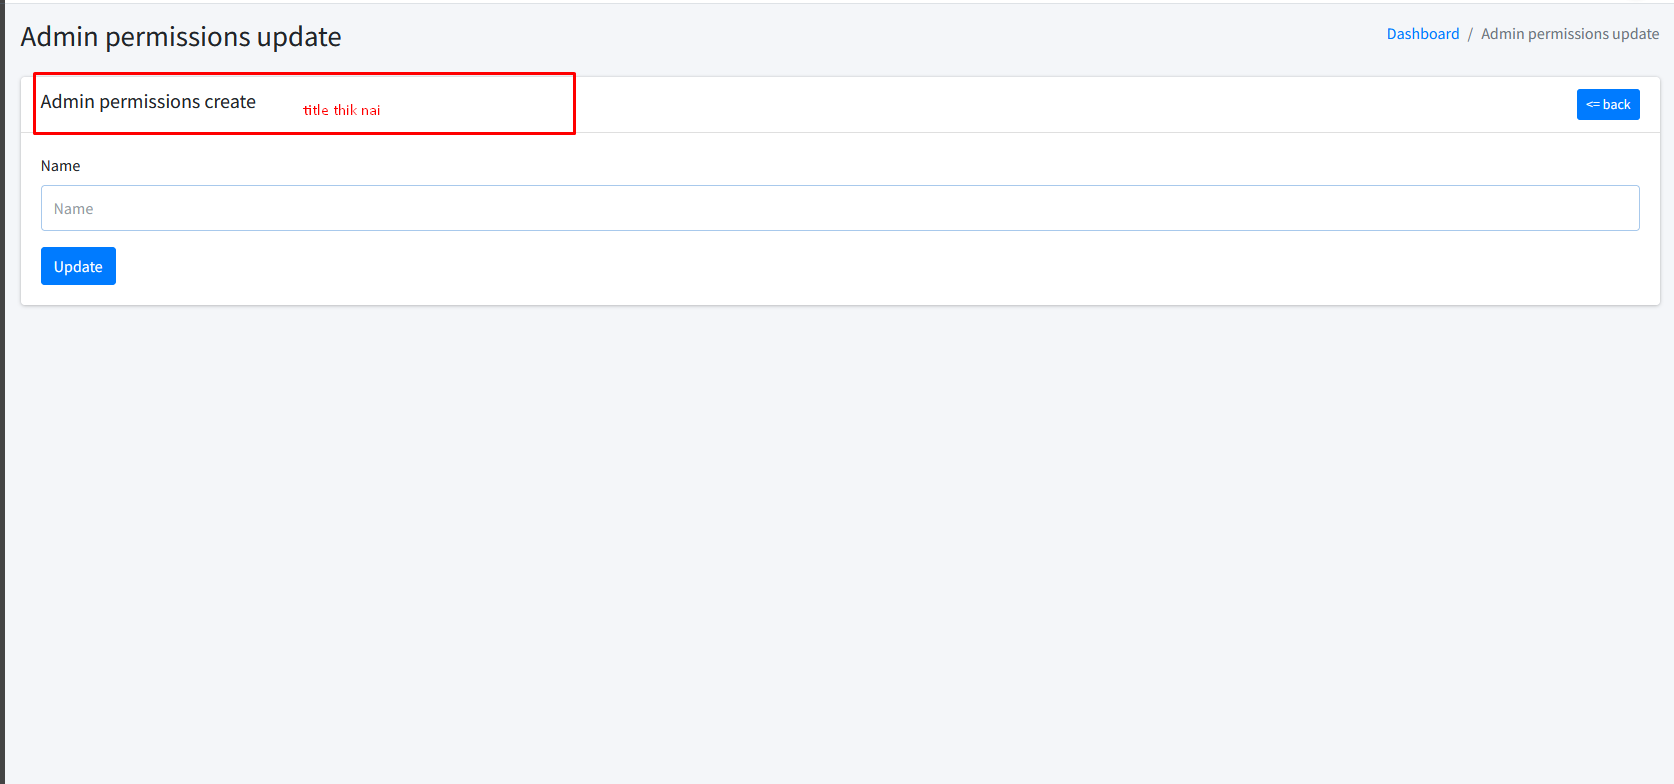 Admin permissions update
Dashboard / Admin permissions update
Admin permissions create
title thik nai
<= back
Name
Name
Update